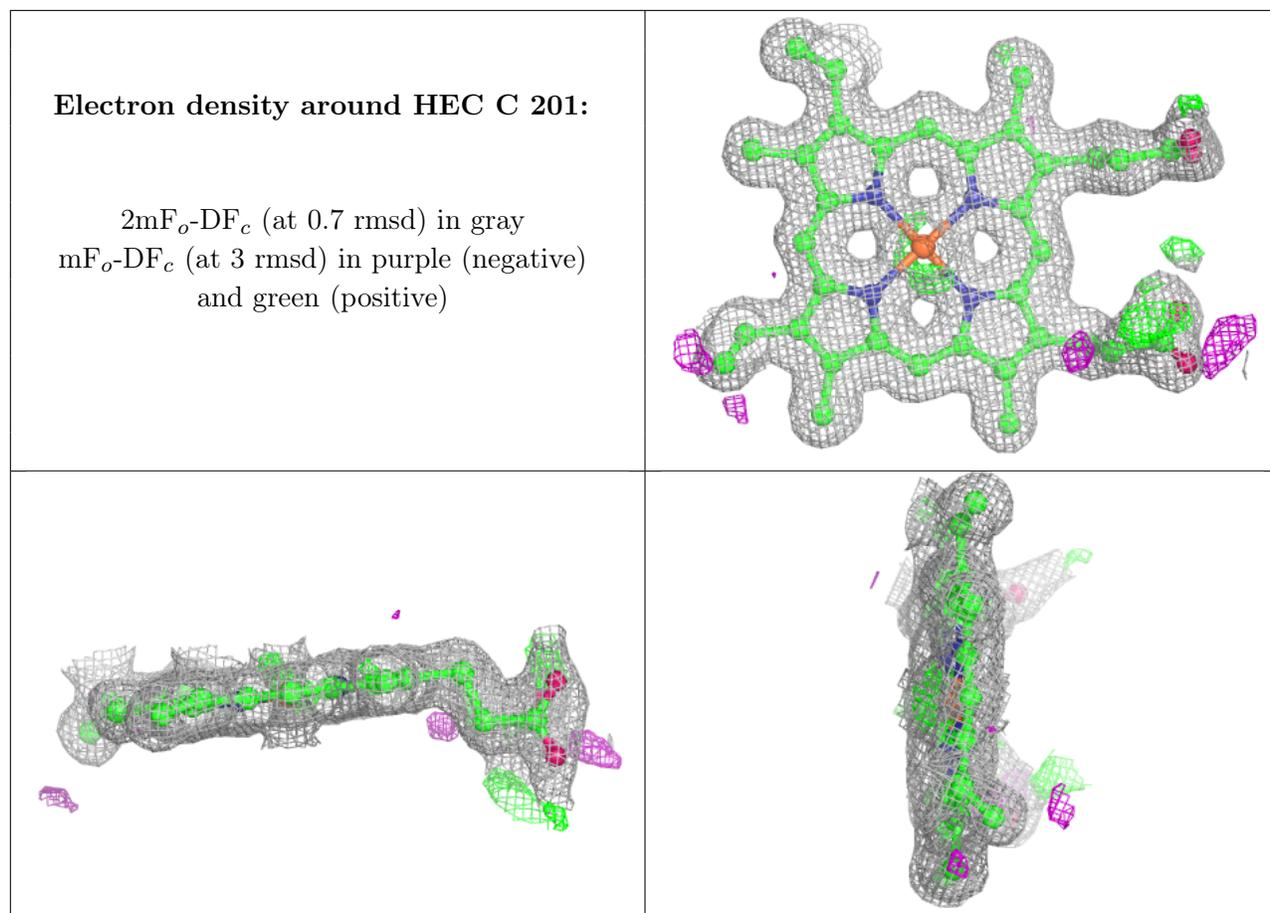 Electron density around HEC C 201:
2mFo-DFc (at 0.7 rmsd) in gray
mFo-DFc (at 3 rmsd) in purple (negative)
and green (positive)